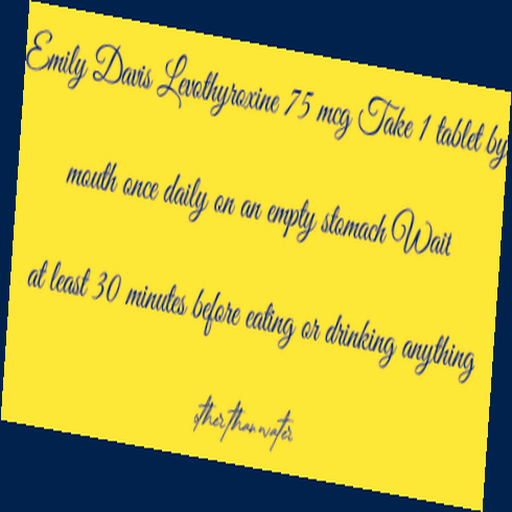 Emily Davis Levothyroxine 75 mcg Take 1 tablet by
mouth once daily on an empty stomach Wait
at least 30 minutes before eating or drinking anything
other than water